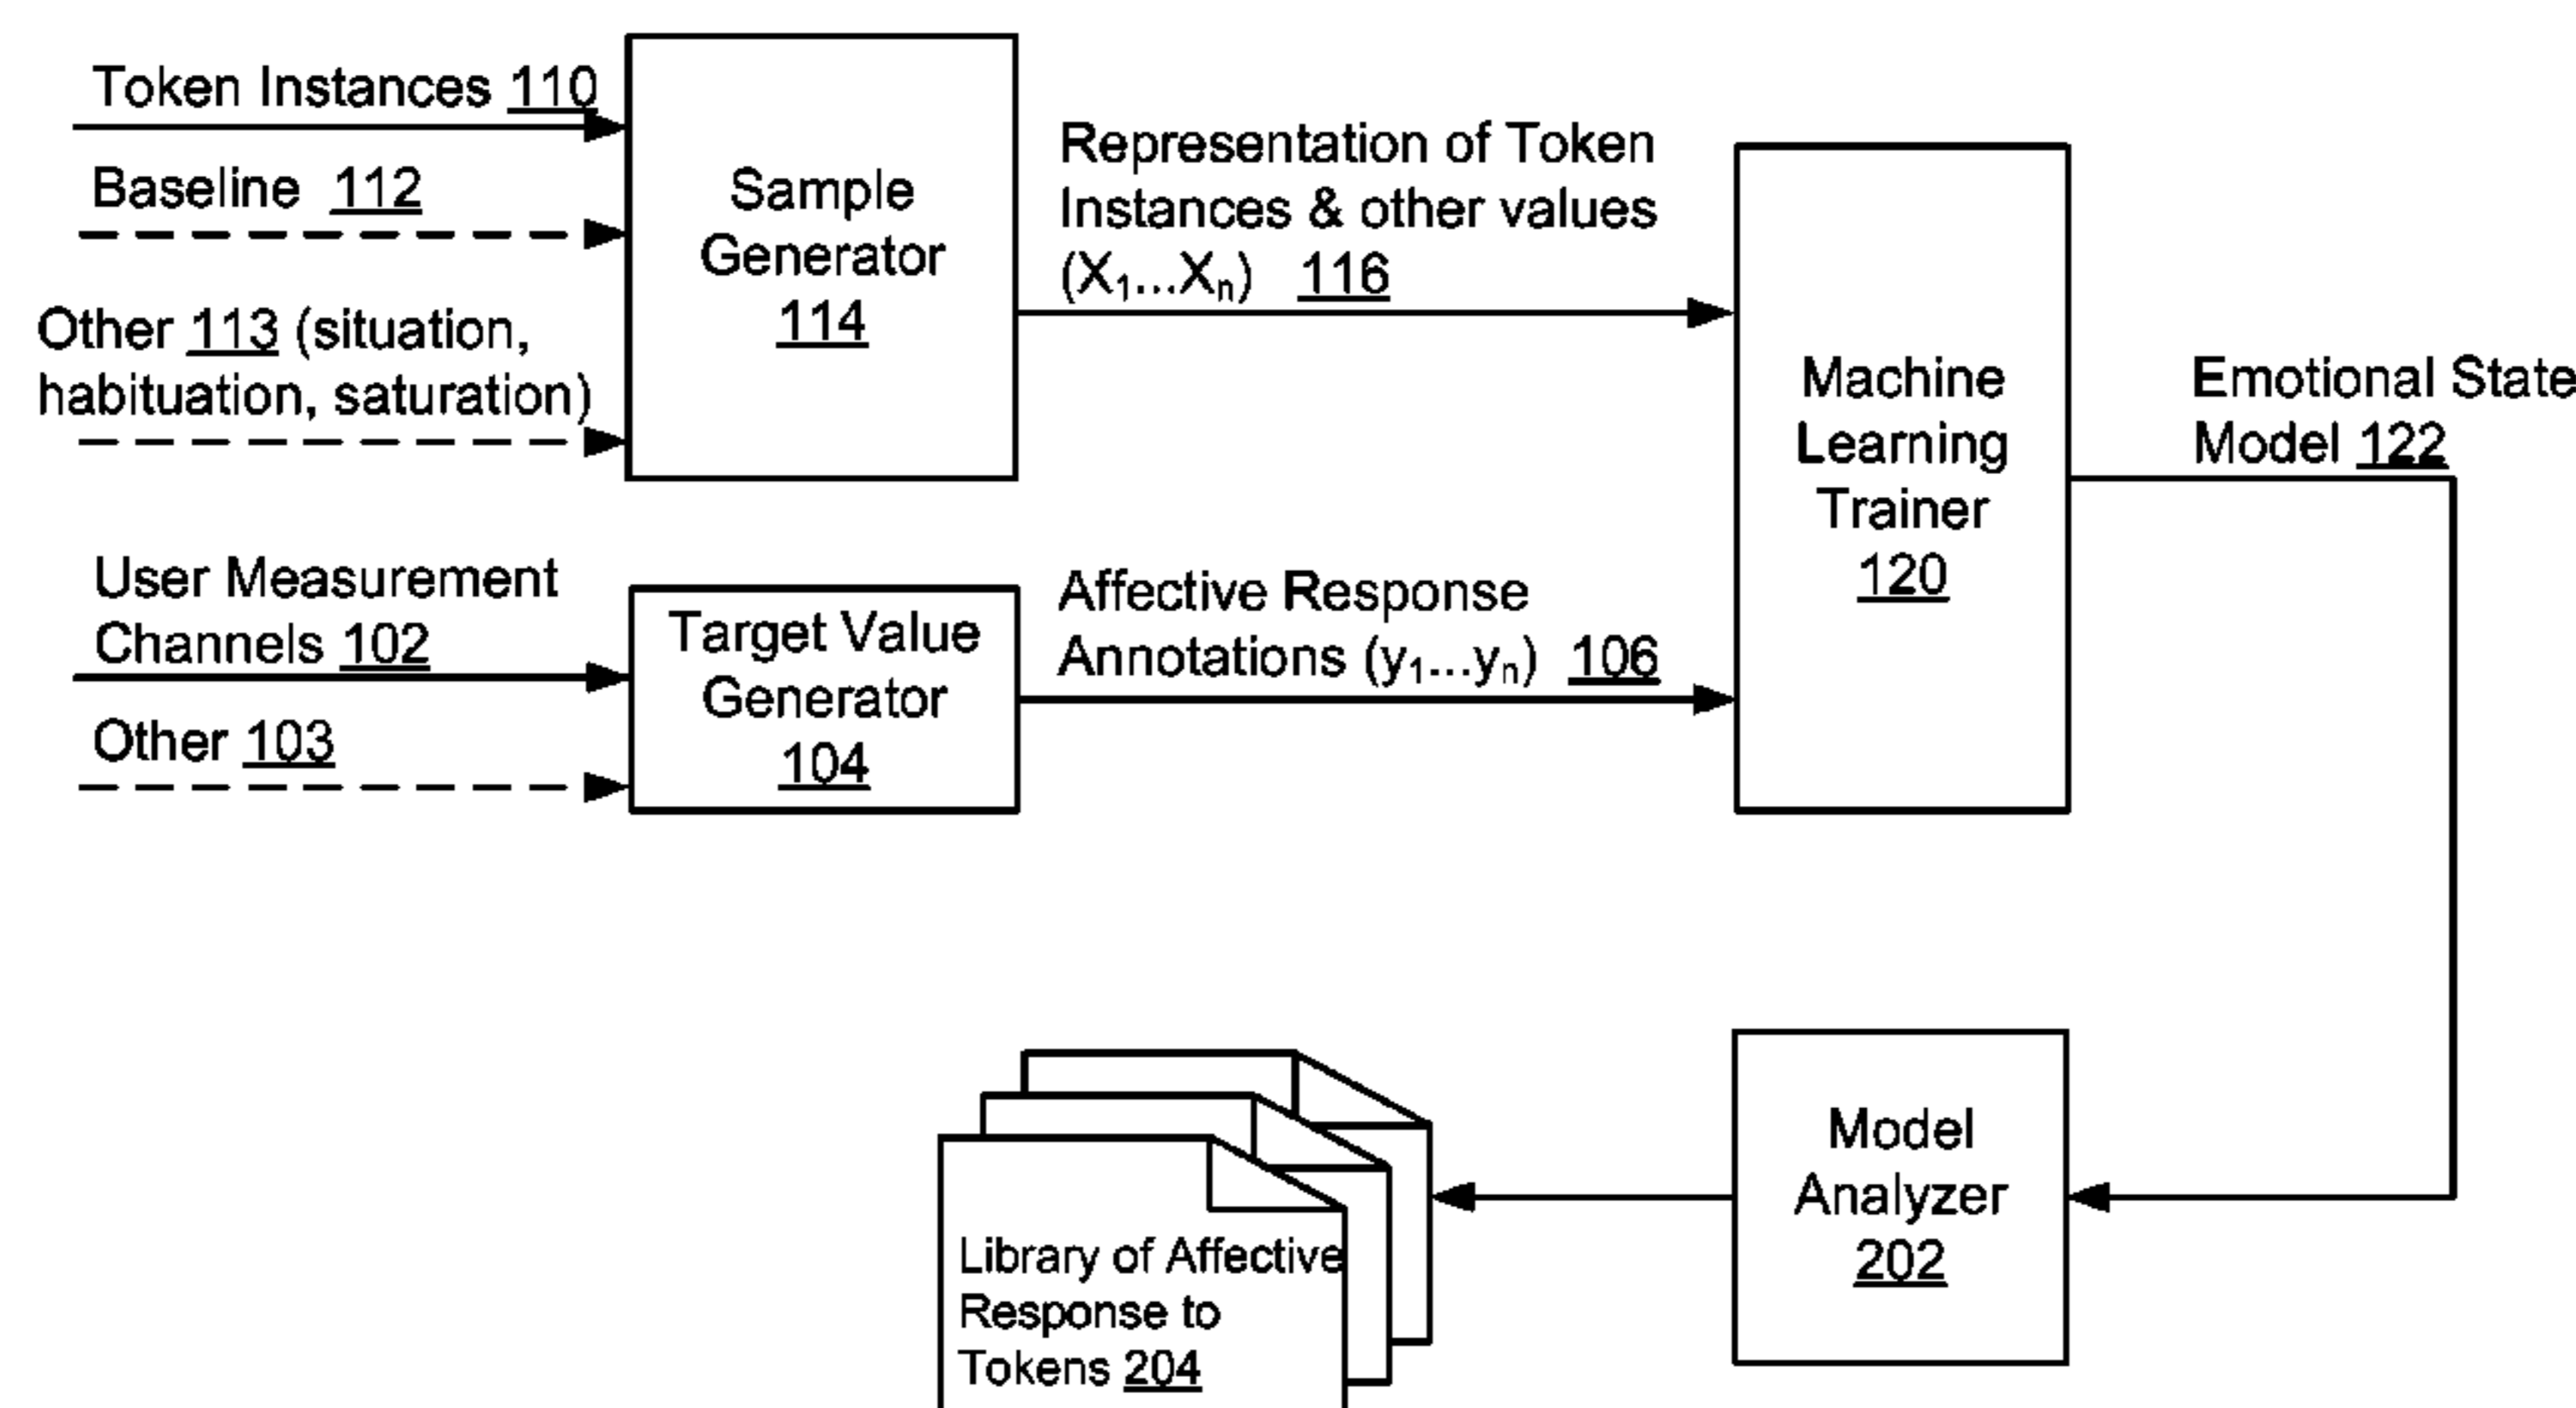 Token Instances 110
Baseline 112
Other 113 (situation,
habituation, saturation)
Sample
Generator
114
Representation of Token
Instances & other values
(X₁...Xₙ) 116
User Measurement
Channels 102
Other 103
Target Value
Generator
104
Affective Response
Annotations (y₁...yₙ) 106
Machine
Learning
Trainer
120
Emotional State
Model 122
Model
Analyzer
202
Library of Affective
Response to
Tokens 204